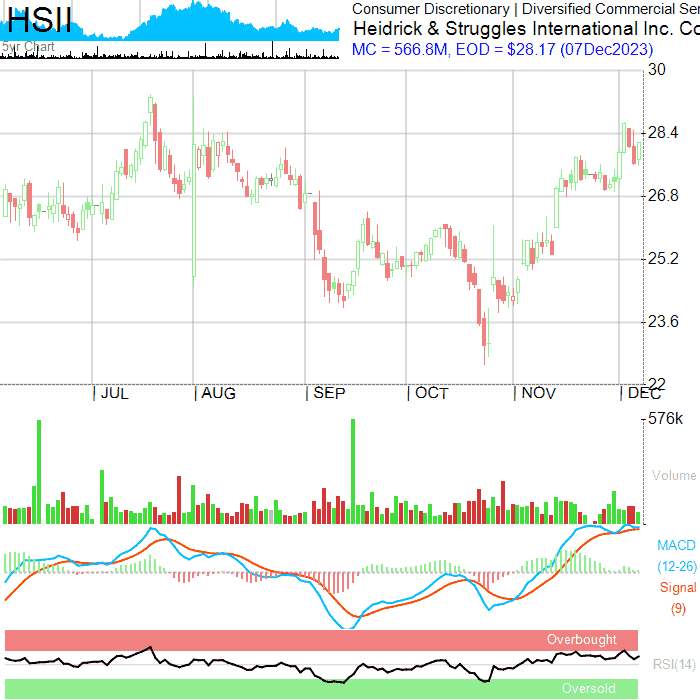 HSII
5yr Chart
Consumer Discretionary | Diversified Commercial Ser
Heidrick & Struggles International Inc. Co
MC = 566.8M, EOD = $28.17 (07Dec2023)
30
28.4
26.8
25.2
23.6
22
JUL AUG SEP OCT NOV DEC
576k
Volume
MACD
(12-26)
Signal
(9)
Overbought
RSI(14)
Oversold